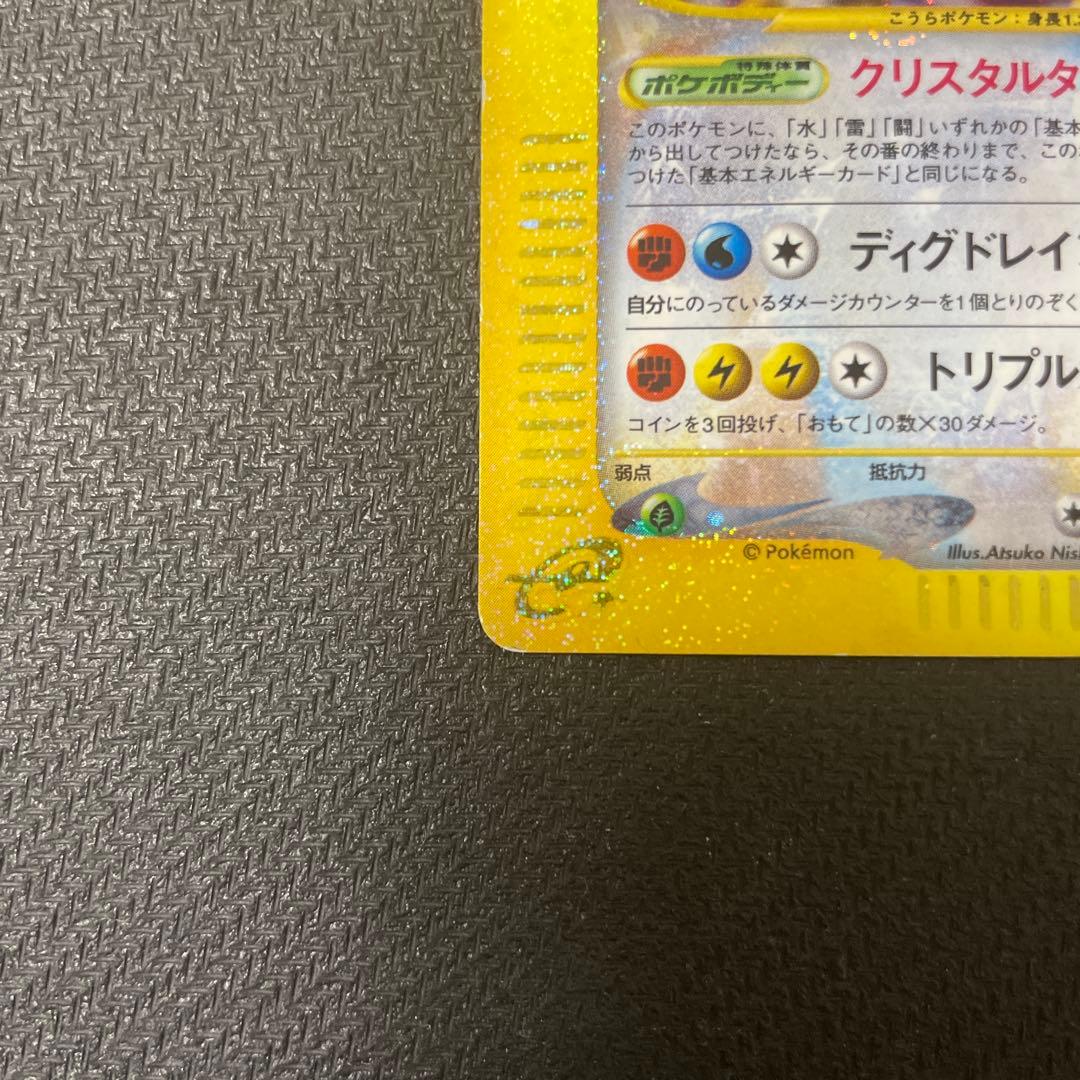 こうらポケモン：身長1.
特殊体質
ポケボディー
クリスタルタ
このポケモンに、「水」「雷」「闘」いずれかの「基本
から出してつけたなら、その番の終わりまで、この
つけた「基本エネルギーカード」と同じになる。
ディグドレイ
自分にのっているダメージカウンターを1個とりのぞく
トリプル
コインを3回投げ、「おもて」の数×30ダメージ。
弱点 抵抗力
© Pokémon Illus.Atsuko Nis